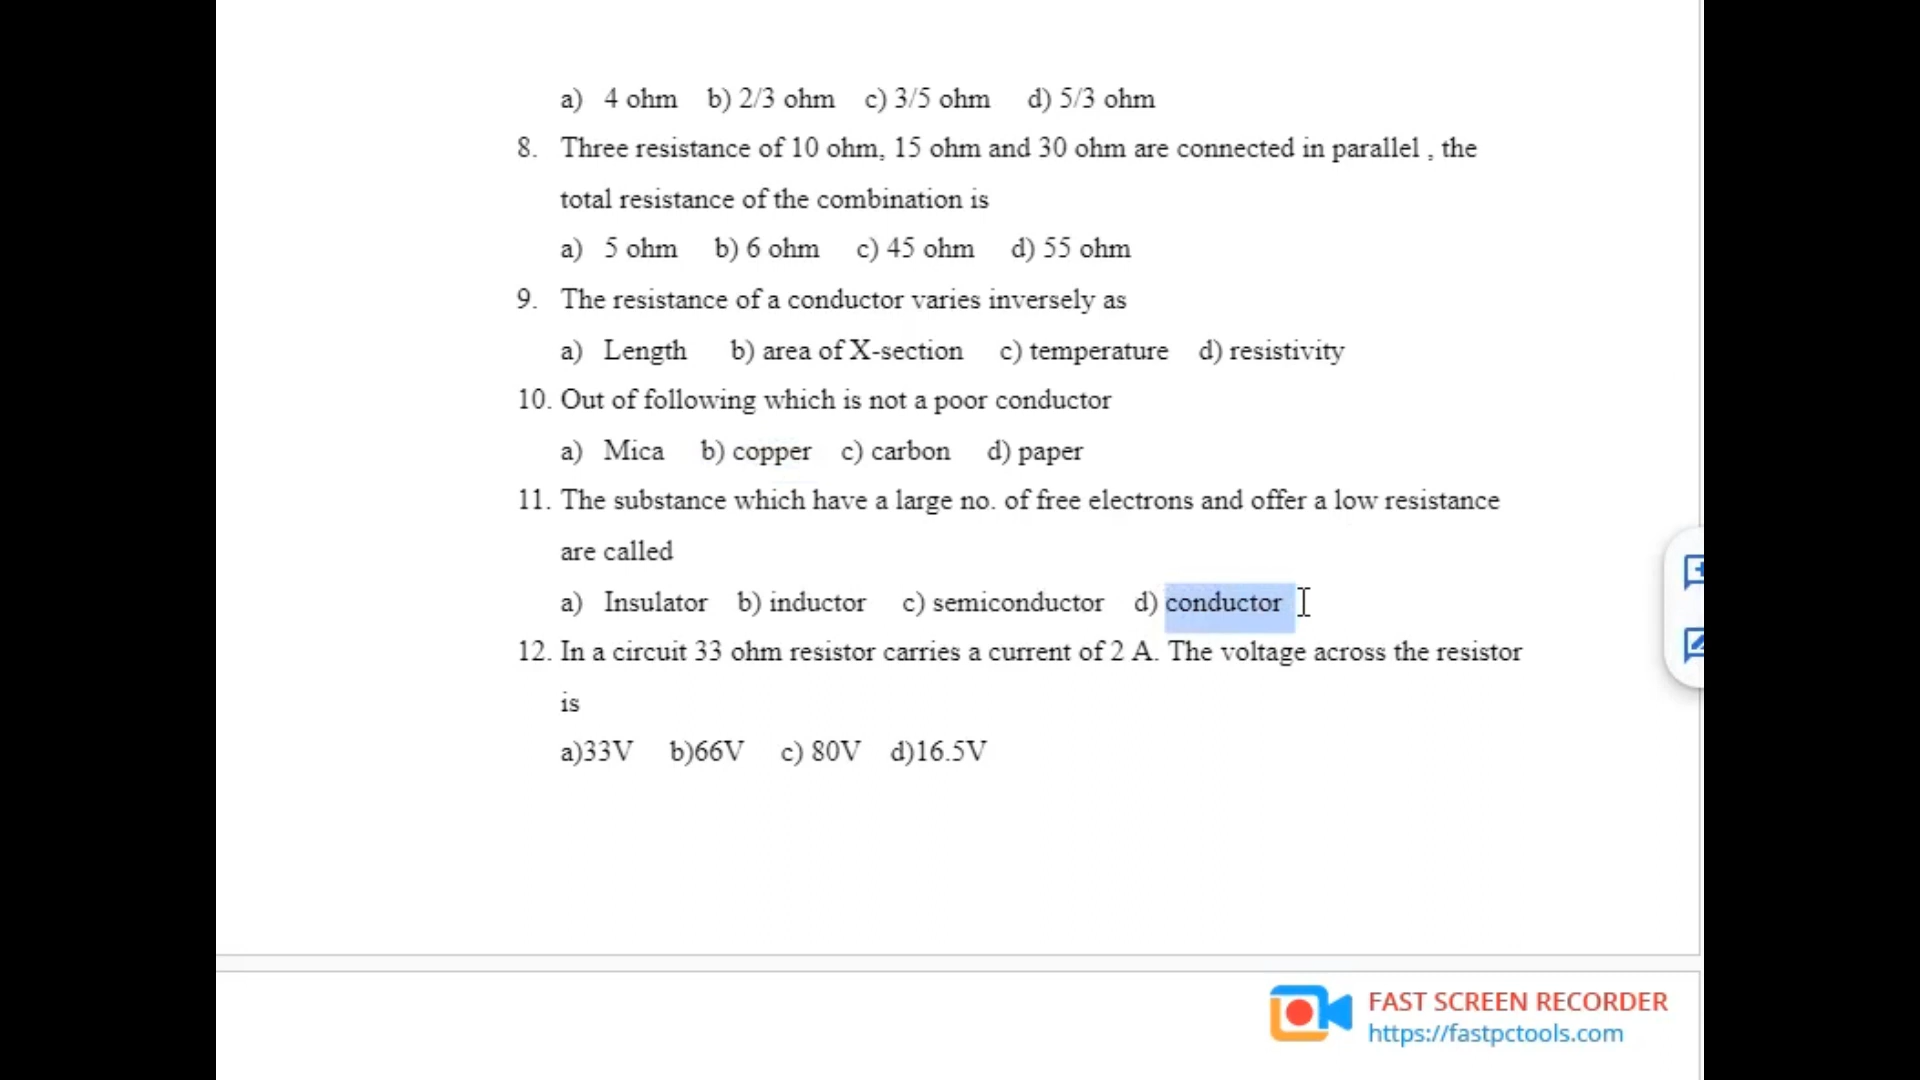 a) 4 ohm b) 2/3 ohm c) 3/5 ohm d) 5/3 ohm
8. Three resistance of 10 ohm, 15 ohm and 30 ohm are connected in parallel , the
total resistance of the combination is
a) 5 ohm b) 6 ohm c) 45 ohm d) 55 ohm
9. The resistance of a conductor varies inversely as
a) Length b) area of X-section c) temperature d) resistivity
10. Out of following which is not a poor conductor
a) Mica b) copper c) carbon d) paper
11. The substance which have a large no. of free electrons and offer a low resistance
are called
a) Insulator b) inductor c) semiconductor d) conductor
12. In a circuit 33 ohm resistor carries a current of 2 A. The voltage across the resistor
is
a)33V b)66V c) 80V d)16.5V
FAST SCREEN RECORDER
https://fastpctools.com